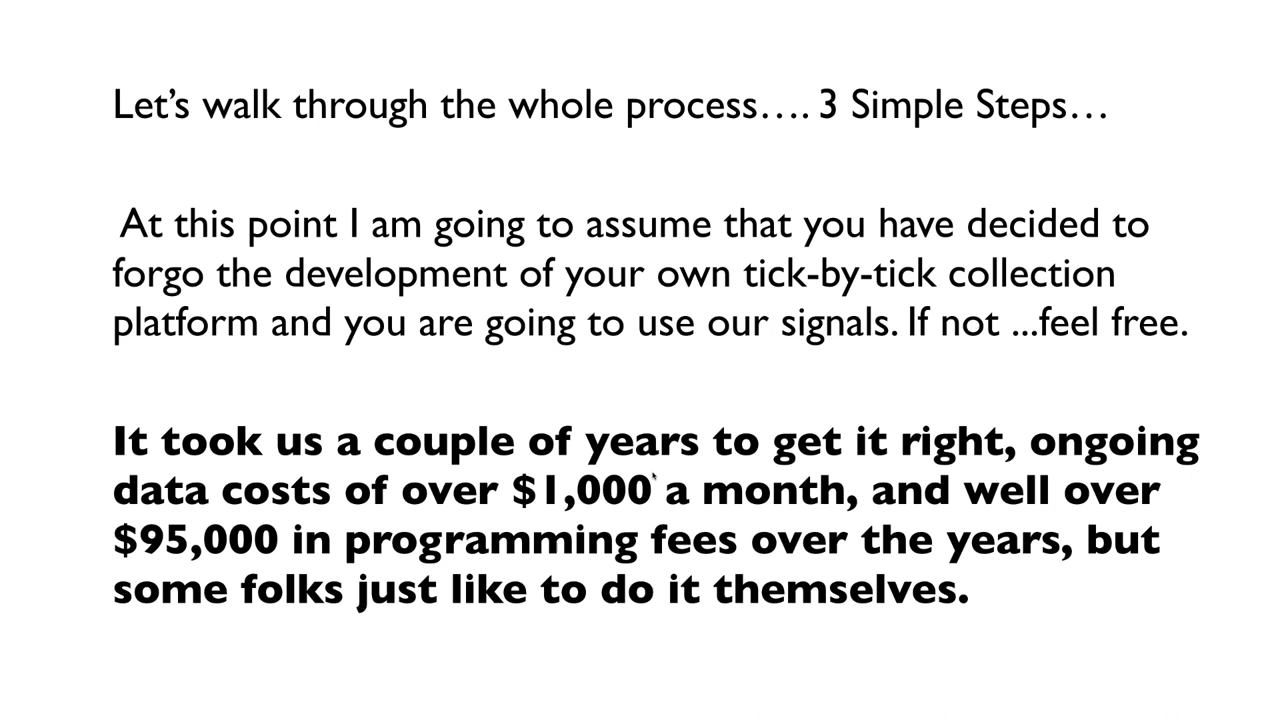 Let’s walk through the whole process…. 3 Simple Steps…
At this point I am going to assume that you have decided to
forgo the development of your own tick-by-tick collection
platform and you are going to use our signals. If not ...feel free.
It took us a couple of years to get it right, ongoing
data costs of over $1,000 a month, and well over
$95,000 in programming fees over the years, but
some folks just like to do it themselves.